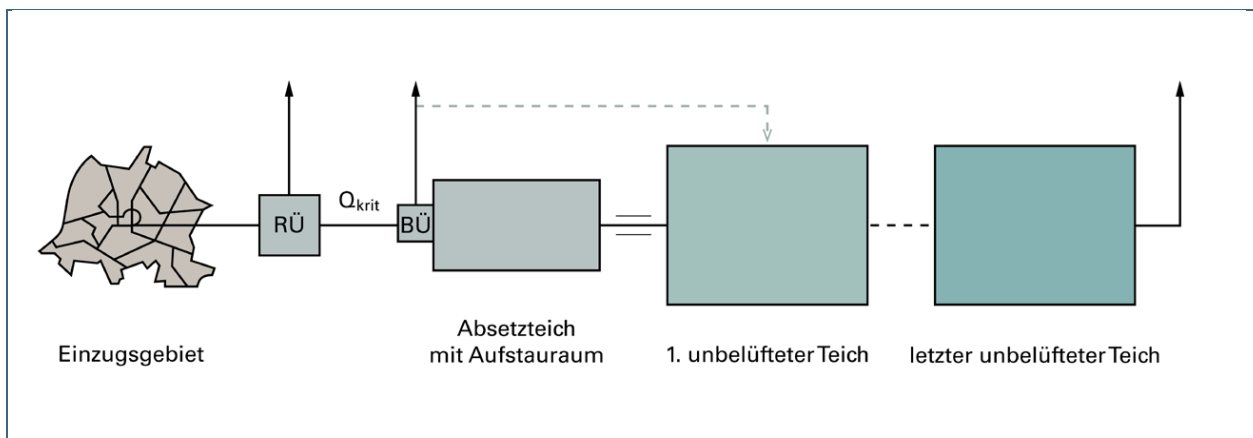 RÜ
Qkrit
BÜ
Einzugsgebiet
Absetzteich
mit Aufstauraum
1. unbelüfteter Teich
letzter unbelüfteter Teich